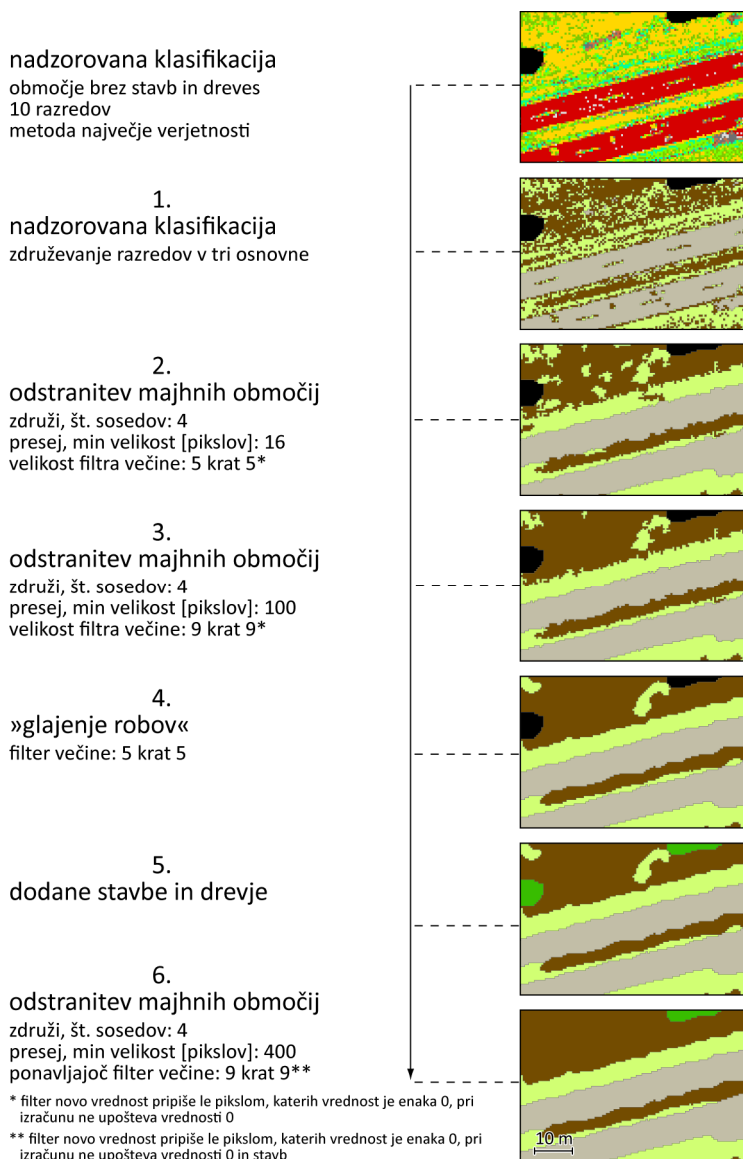 nadzorovana klasifikacija
območje brez stavb in dreves
10 razredov
metoda največje verjetnosti
1.
nadzorovana klasifikacija
združevanje razredov v tri osnovne
2.
odstranitev majhnih območij
združi, št. sosedov: 4
presej, min velikost [pikslov]: 16
velikost filtra večine: 5 krat 5*
3.
odstranitev majhnih območij
združi, št. sosedov: 4
presej, min velikost [pikslov]: 100
velikost filtra večine: 9 krat 9*
4.
»glajenje robov«
filter večine: 5 krat 5
5.
dodane stavbe in drevje
6.
odstranitev majhnih območij
združi, št. sosedov: 4
presej, min velikost [pikslov]: 400
ponavljajoč filter večine: 9 krat 9**
* filter novo vrednost pripiše le pikslom, katerih vrednost je enaka 0, pri
izračunu ne upošteva vrednosti 0
** filter novo vrednost pripiše le pikslom, katerih vrednost je enaka 0, pri
izračunu ne upošteva vrednosti 0 in stavb
10 m